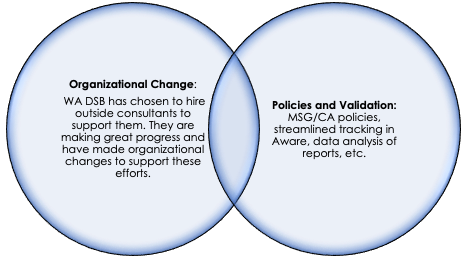 Organizational Change:
WA DSB has chosen to hire
outside consultants to
support them. They are
making great progress and
have made organizational
changes to support these
efforts.
Policies and Validation:
MSG/CA policies,
streamlined tracking in
Aware, data analysis of
reports, etc.